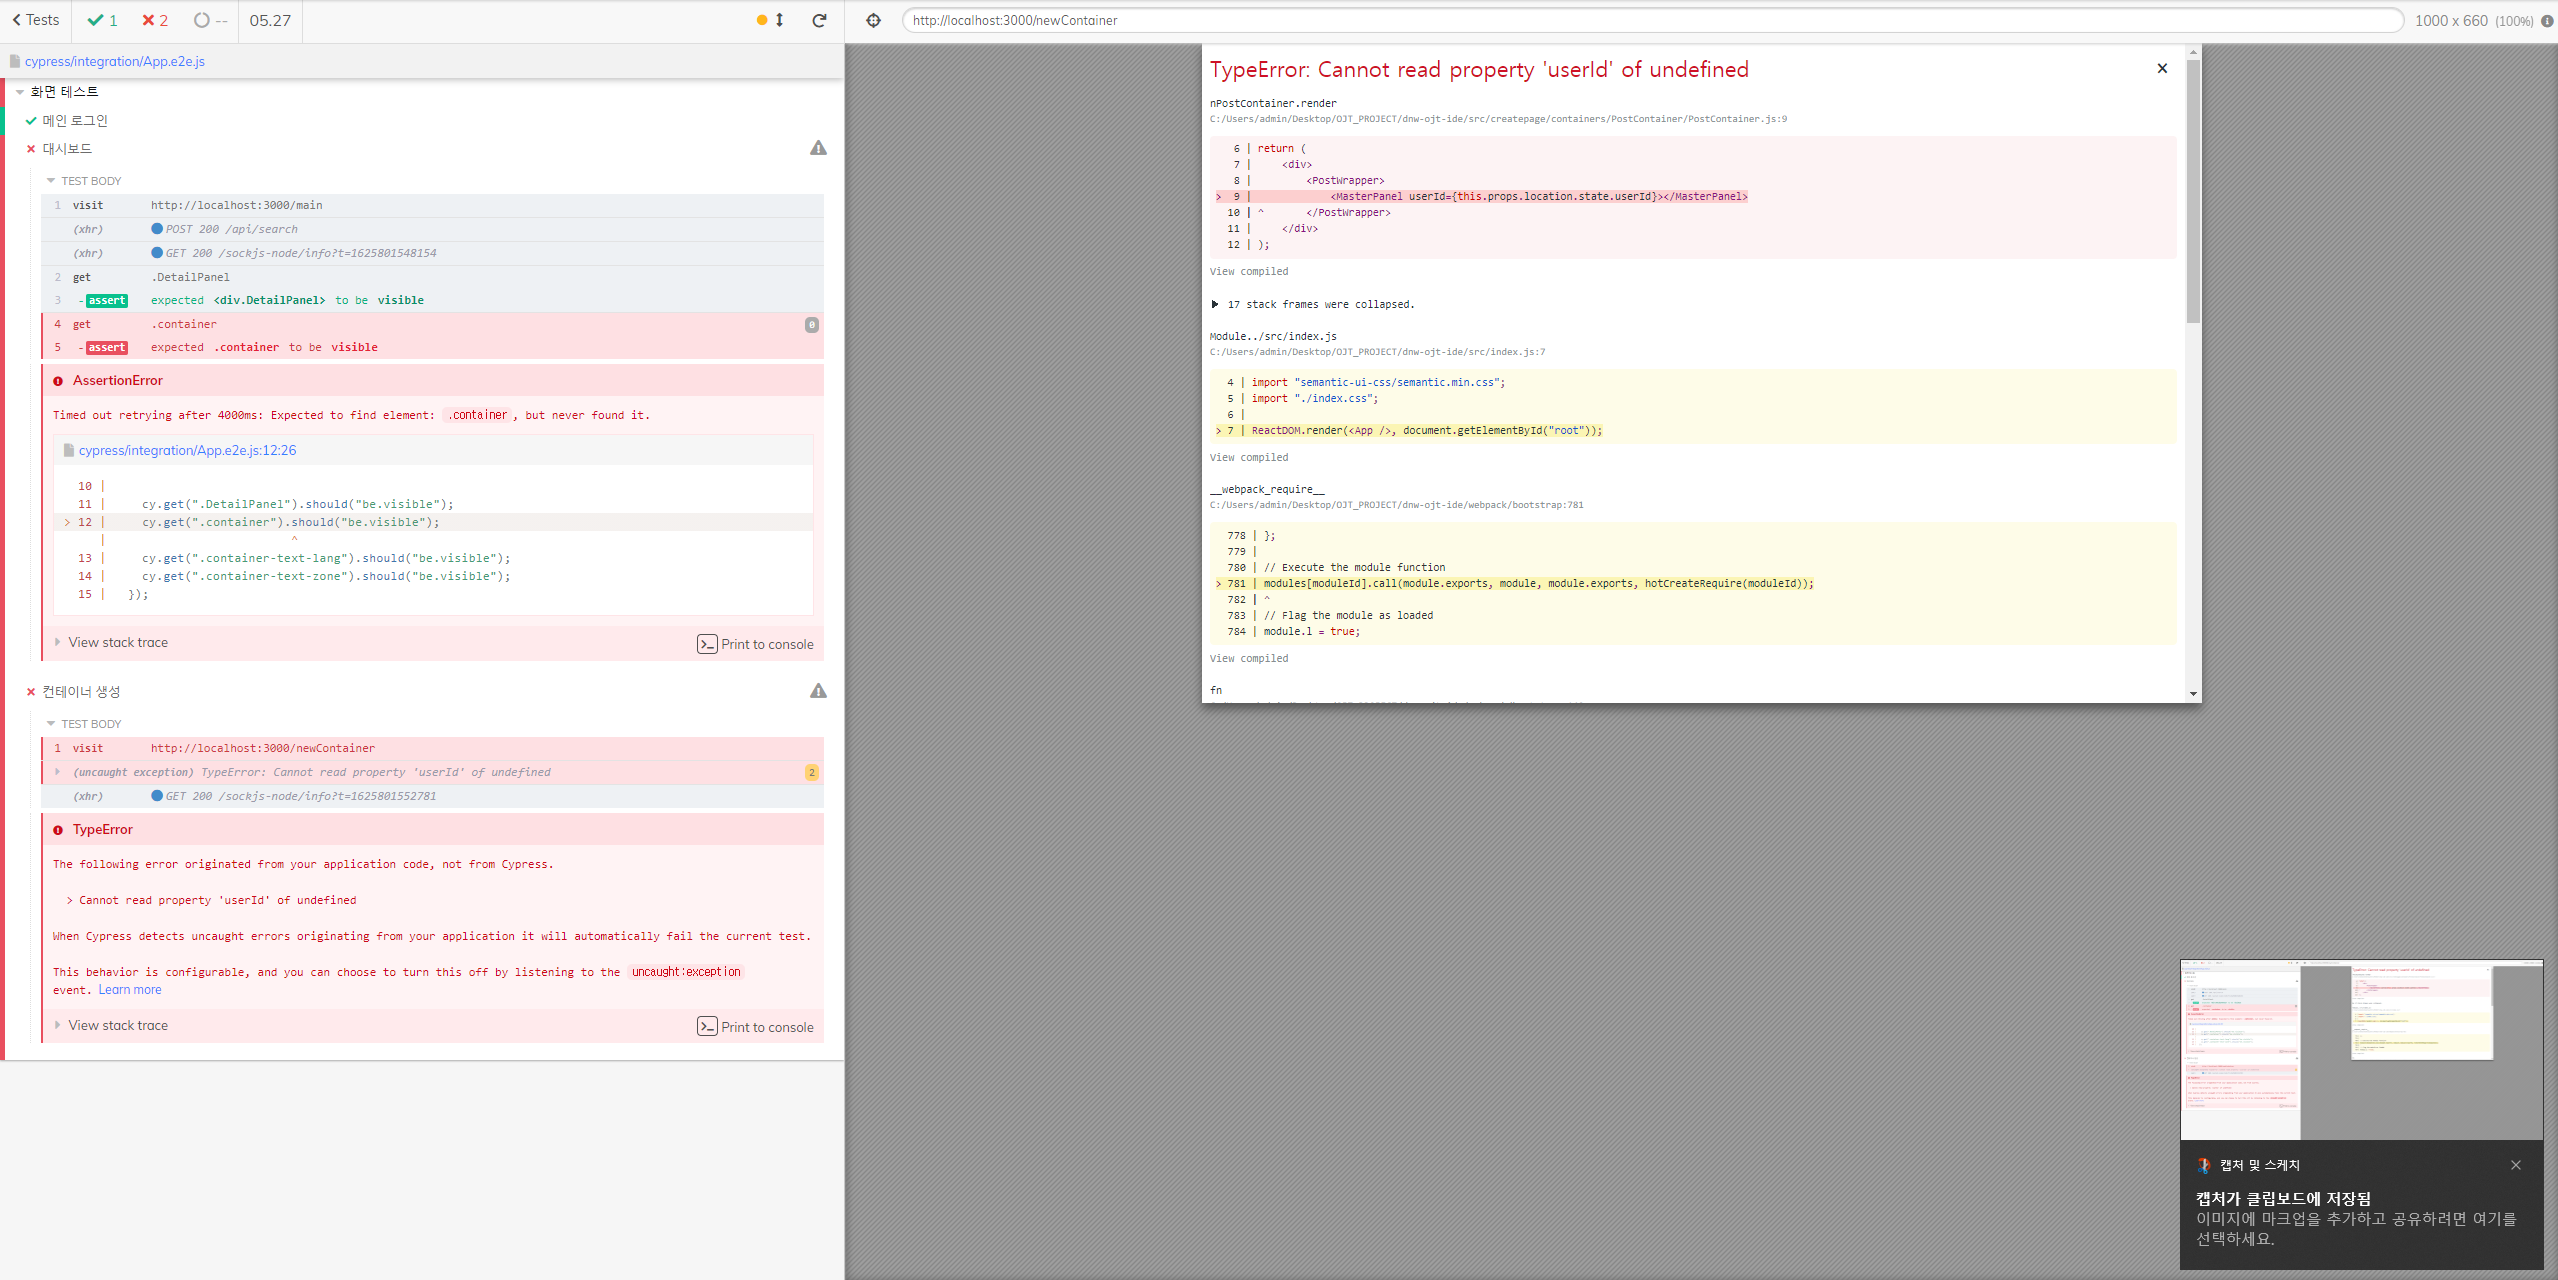 Tests
1
2
--
05.27
http://localhost:3000/newContainer
1000 x 660 (100%)
cypress/integration/App.e2e.js
화면 테스트
메인 로그인
대시보드
TEST BODY
1 visit http://localhost:3000/main
(xhr) POST 200 /api/search
(xhr) GET 200 /sockjs-node/info?t=1625801548154
2 get .DetailPanel
3 -assert expected <div.DetailPanel> to be visible
4 get .container 0
5 -assert expected .container to be visible
AssertionError
Timed out retrying after 4000ms: Expected to find element: .container, but never found it.
cypress/integration/App.e2e.js:12:26
10 |
11 | cy.get(".DetailPanel").should("be.visible");
> 12 | cy.get(".container").should("be.visible");
| ^
13 | cy.get(".container-text-lang").should("be.visible");
14 | cy.get(".container-text-zone").should("be.visible");
15 | });
View stack trace
Print to console
컨테이너 생성
TEST BODY
1 visit http://localhost:3000/newContainer
(uncaught exception) TypeError: Cannot read property 'userId' of undefined 2
(xhr) GET 200 /sockjs-node/info?t=1625801552781
TypeError
The following error originated from your application code, not from Cypress.
> Cannot read property 'userId' of undefined
When Cypress detects uncaught errors originating from your application it will automatically fail the current test.
This behavior is configurable, and you can choose to turn this off by listening to the uncaught:exception
event. Learn more
View stack trace
Print to console
TypeError: Cannot read property 'userId' of undefined
nPostContainer.render
C:/Users/admin/Desktop/OJT_PROJECT/dnw-ojt-ide/src/createpage/containers/PostContainer/PostContainer.js:9
6 | return (
7 | <div>
8 | <PostWrapper>
> 9 | <MasterPanel userId={this.props.location.state.userId}></MasterPanel>
10 | ^ </PostWrapper>
11 | </div>
12 | );
View compiled
17 stack frames were collapsed.
Module../src/index.js
C:/Users/admin/Desktop/OJT_PROJECT/dnw-ojt-ide/src/index.js:7
4 | import "semantic-ui-css/semantic.min.css";
5 | import "./index.css";
6 |
> 7 | ReactDOM.render(<App />, document.getElementById("root"));
View compiled
__webpack_require__
C:/Users/admin/Desktop/OJT_PROJECT/dnw-ojt-ide/webpack/bootstrap:781
778 | };
779 |
780 | // Execute the module function
> 781 | modules[moduleId].call(module.exports, module, module.exports, hotCreateRequire(moduleId));
782 | ^
783 | // Flag the module as loaded
784 | module.l = true;
View compiled
fn
캡처 및 스케치
캡처가 클립보드에 저장됨
이미지에 마크업을 추가하고 공유하려면 여기를
선택하세요.